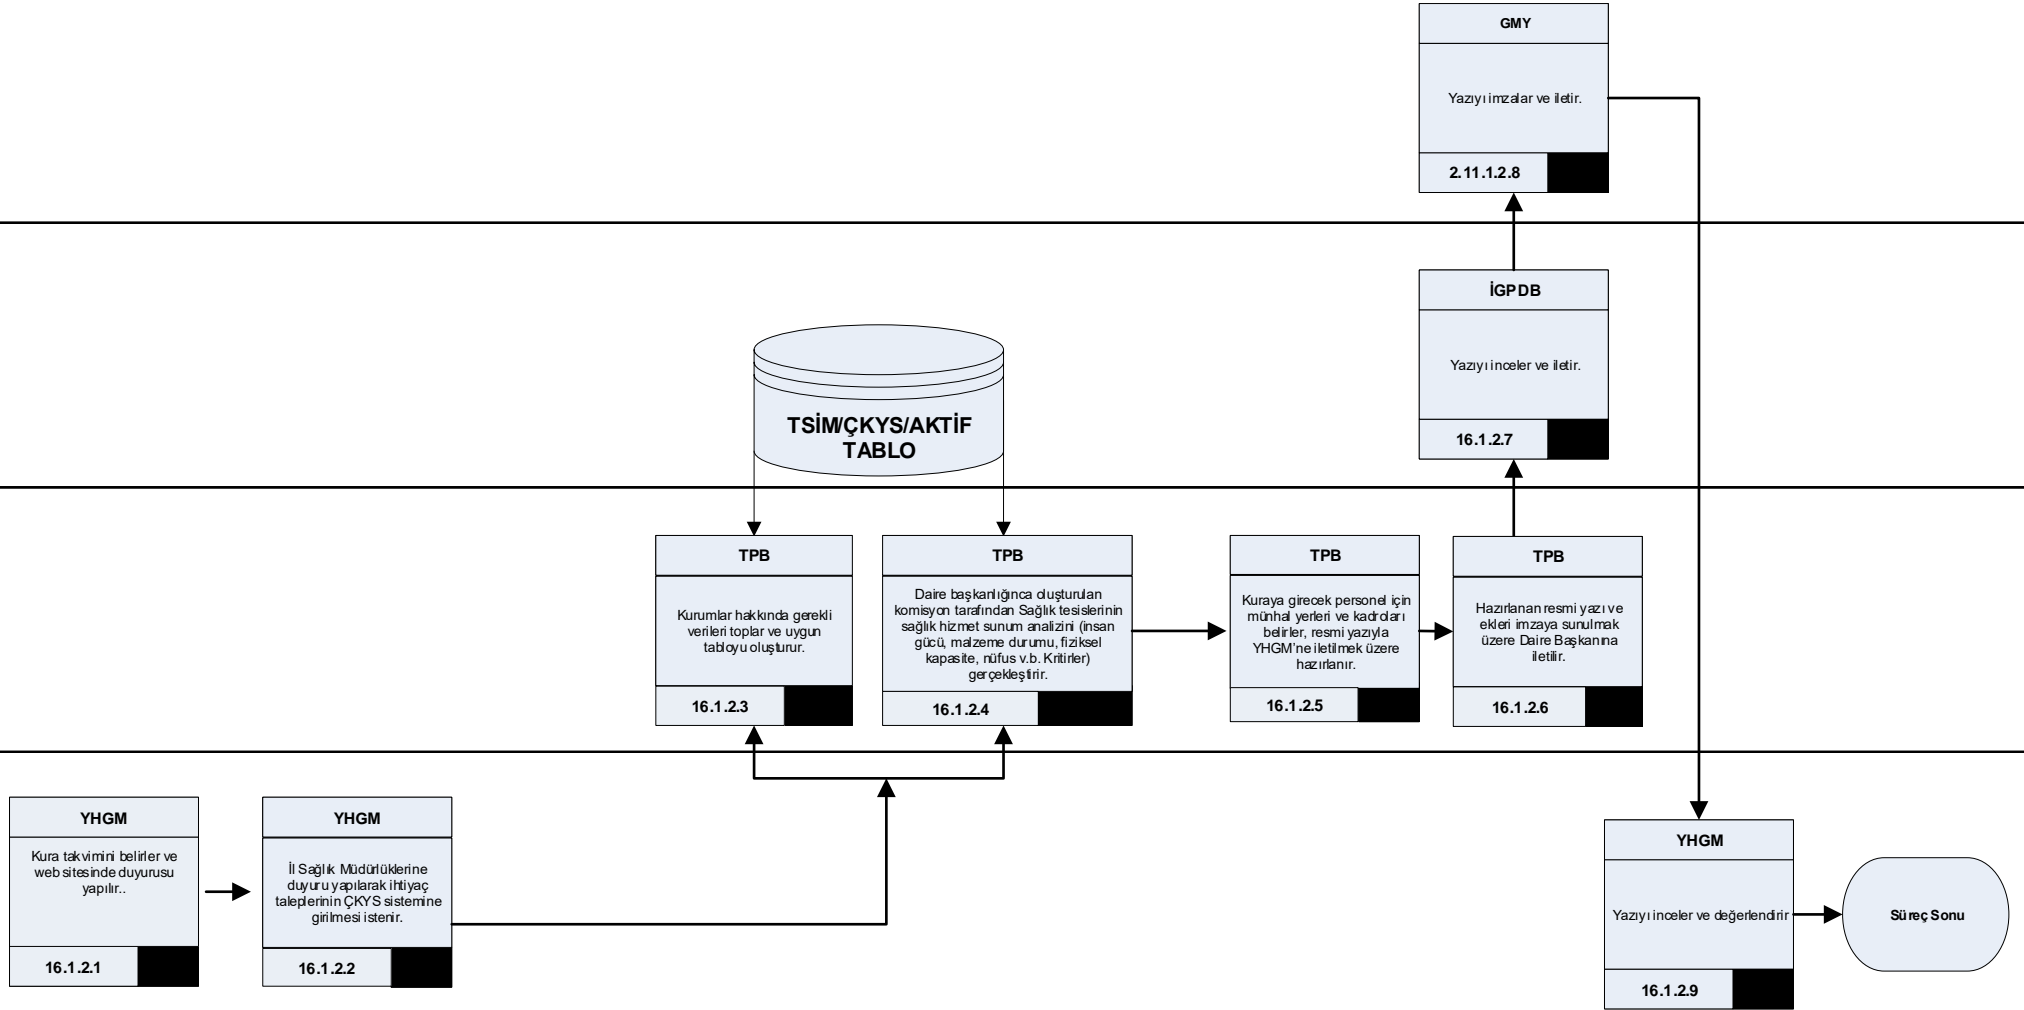 GMY
Yazıyı imzalar ve iletir.
2.11.1.2.8
İGPDB
Yazıyı inceler ve iletir.
16.1.2.7
TSİM/ÇKYS/AKTİF
TABLO
TPB
Kurumlar hakkında gerekli
verileri toplar ve uygun
tabloyu oluşturur.
16.1.2.3
TPB
Daire başkanlığınca oluşturulan
komisyon tarafından Sağlık tesislerinin
sağlık hizmet sunum analizini (insan
gücü, malzeme durumu, fiziksel
kapasite, nüfus v.b. Kritirler)
gerçekleştirir.
16.1.2.4
TPB
Kuraya girecek personel için
münhal yerleri ve kadroları
belirler, resmi yazıyla
YHGM'ne iletilmek üzere
hazırlanır.
16.1.2.5
TPB
Hazırlanan resmi yazı ve
ekleri imzaya sunulmak
üzere Daire Başkanına
iletilir.
16.1.2.6
YHGM
Kura takvimini belirler ve
web sitesinde duyurusu
yapılır..
16.1.2.1
YHGM
İl Sağlık Müdürlüklerine
duyuru yapılarak ihtiyaç
taleplerinin ÇKYS sistemine
girilmesi istenir.
16.1.2.2
YHGM
Yazıyı inceler ve değerlendirir
16.1.2.9
Süreç Sonu